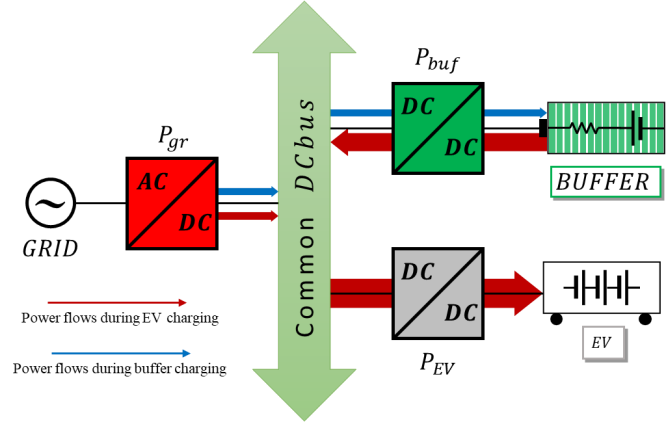 P_buf
DC
DC
BUFFER
P_gr
AC
DC
~
GRID
Common DCbus
DC
DC
P_EV
EV
Power flows during EV charging
Power flows during buffer charging